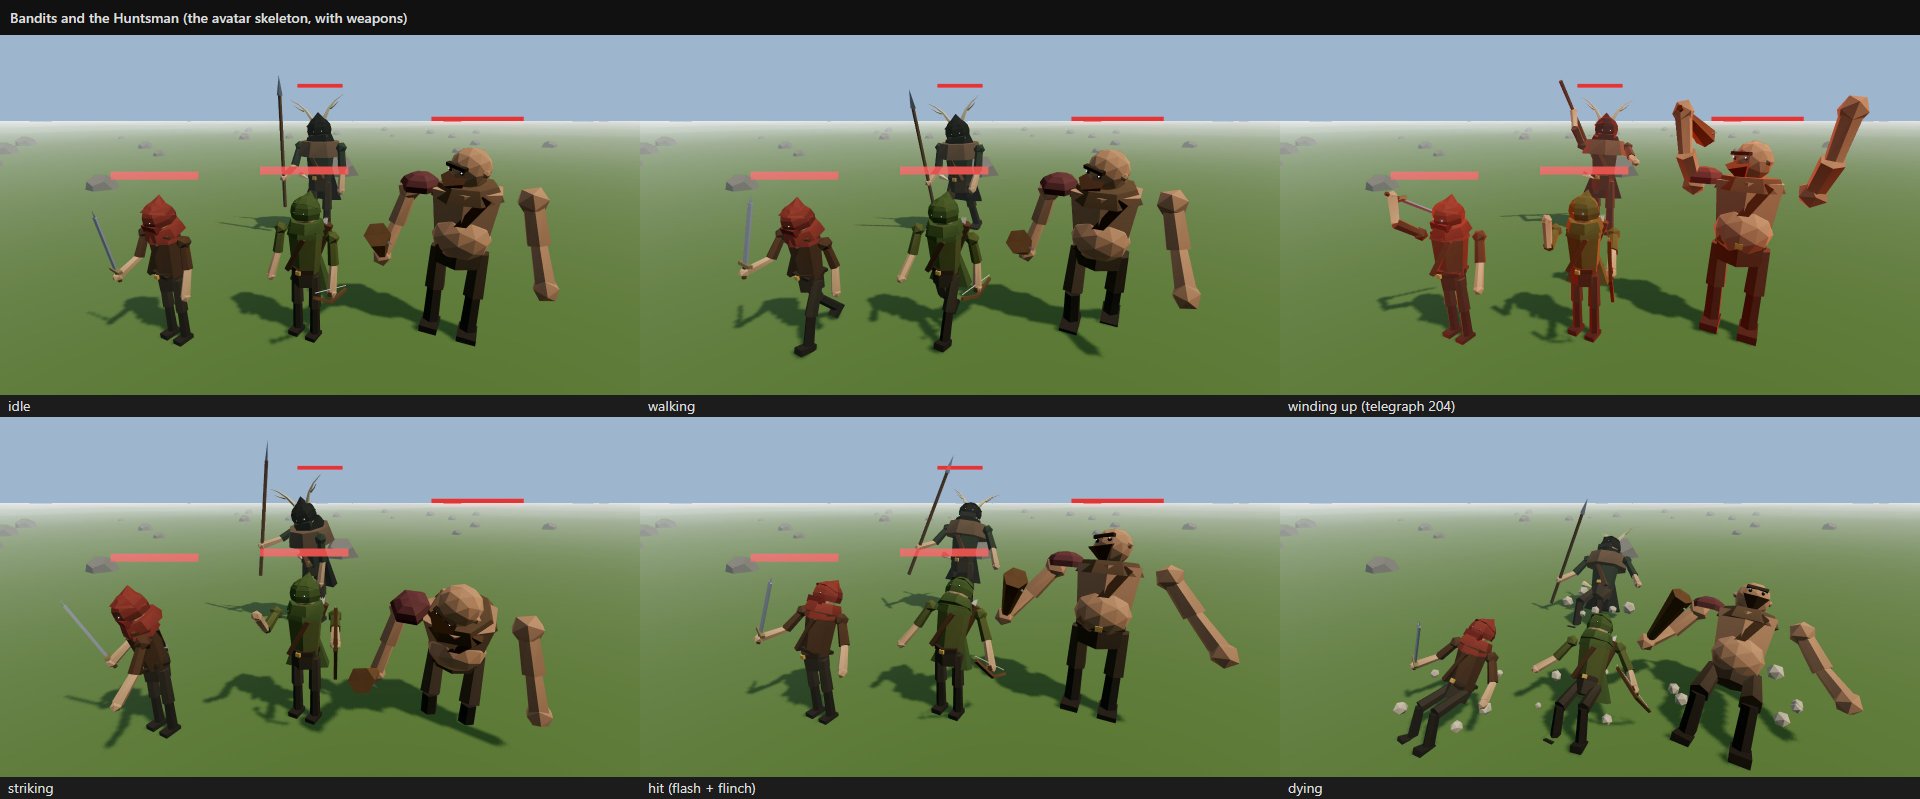 Bandits and the Huntsman (the avatar skeleton, with weapons)
idle
walking
winding up (telegraph 204)
striking
hit (flash + flinch)
dying